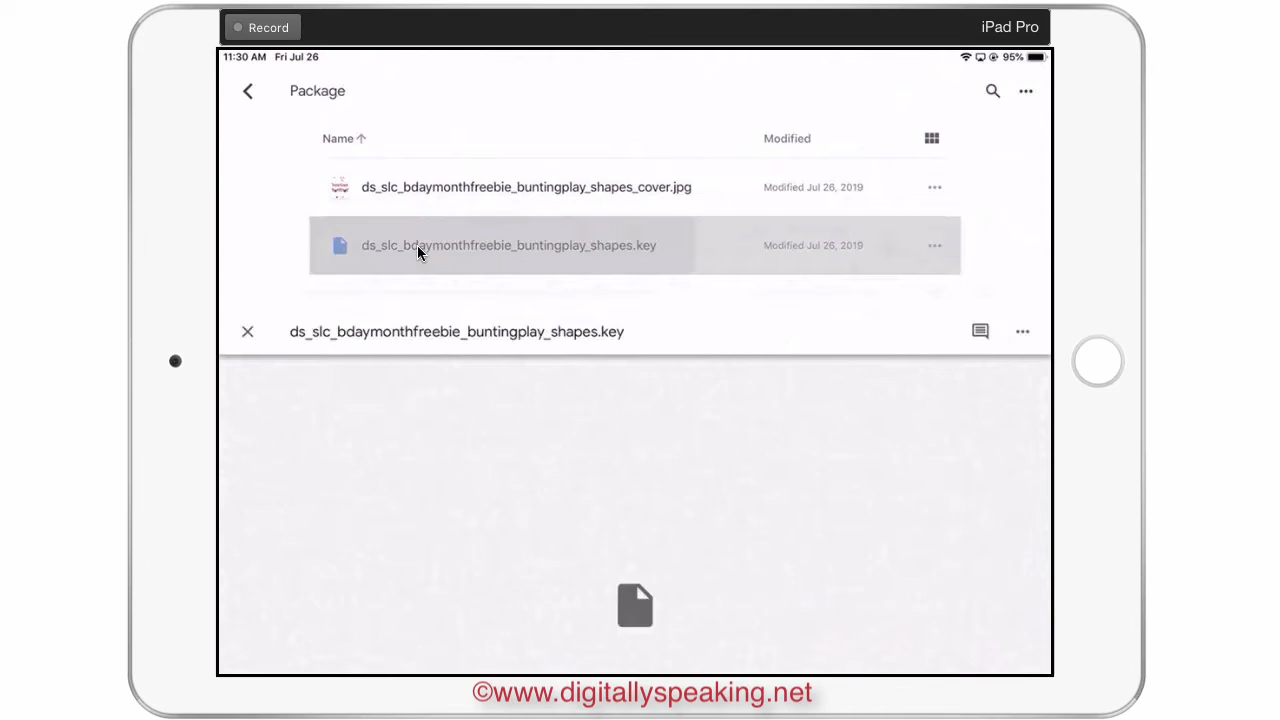 Record
iPad Pro
11:30 AM Fri Jul 26
95%
Package
Name
Modified
ds_slc_bdaymonthfreebie_buntingplay_shapes_cover.jpg
Modified Jul 26, 2019
ds_slc_bdaymonthfreebie_buntingplay_shapes.key
Modified Jul 26, 2019
ds_slc_bdaymonthfreebie_buntingplay_shapes.key
©www.digitallyspeaking.net